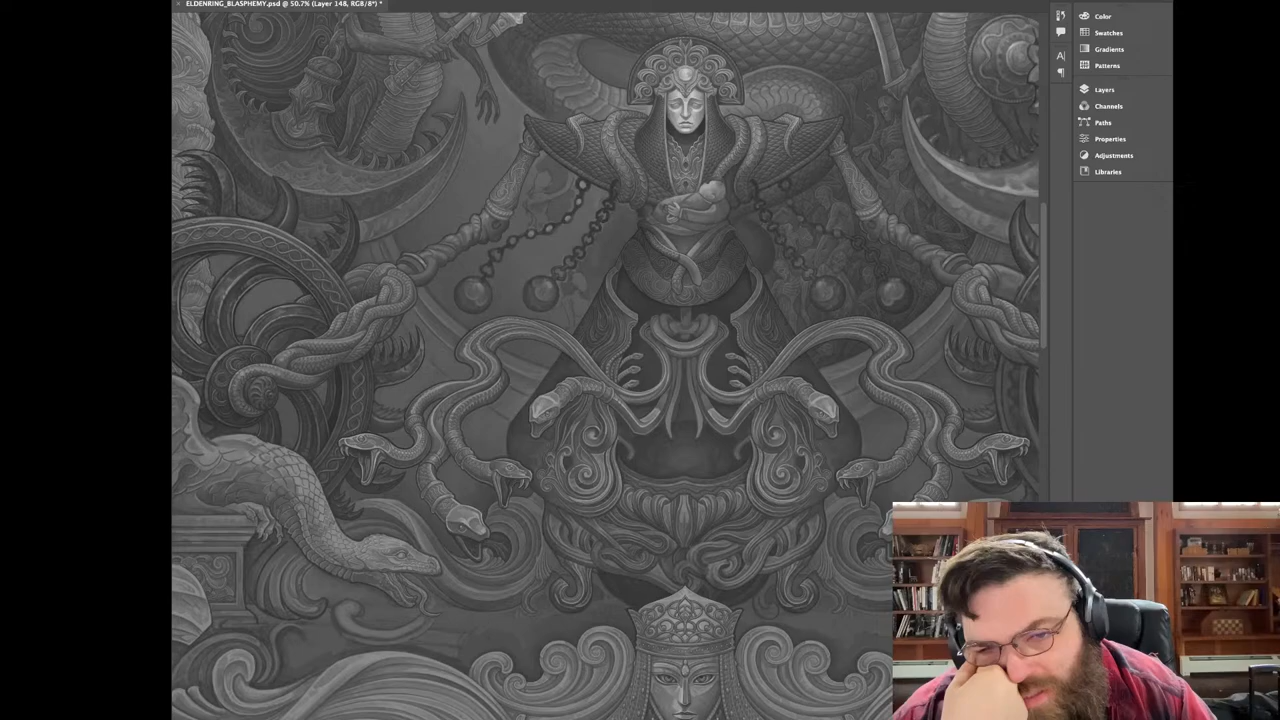 ELDENRING_BLASPHEMY.psd @ 50.7% (Layer 148, RGB/8*) *
Color
Swatches
Gradients
Patterns
Layers
Channels
Paths
Properties
Adjustments
Libraries